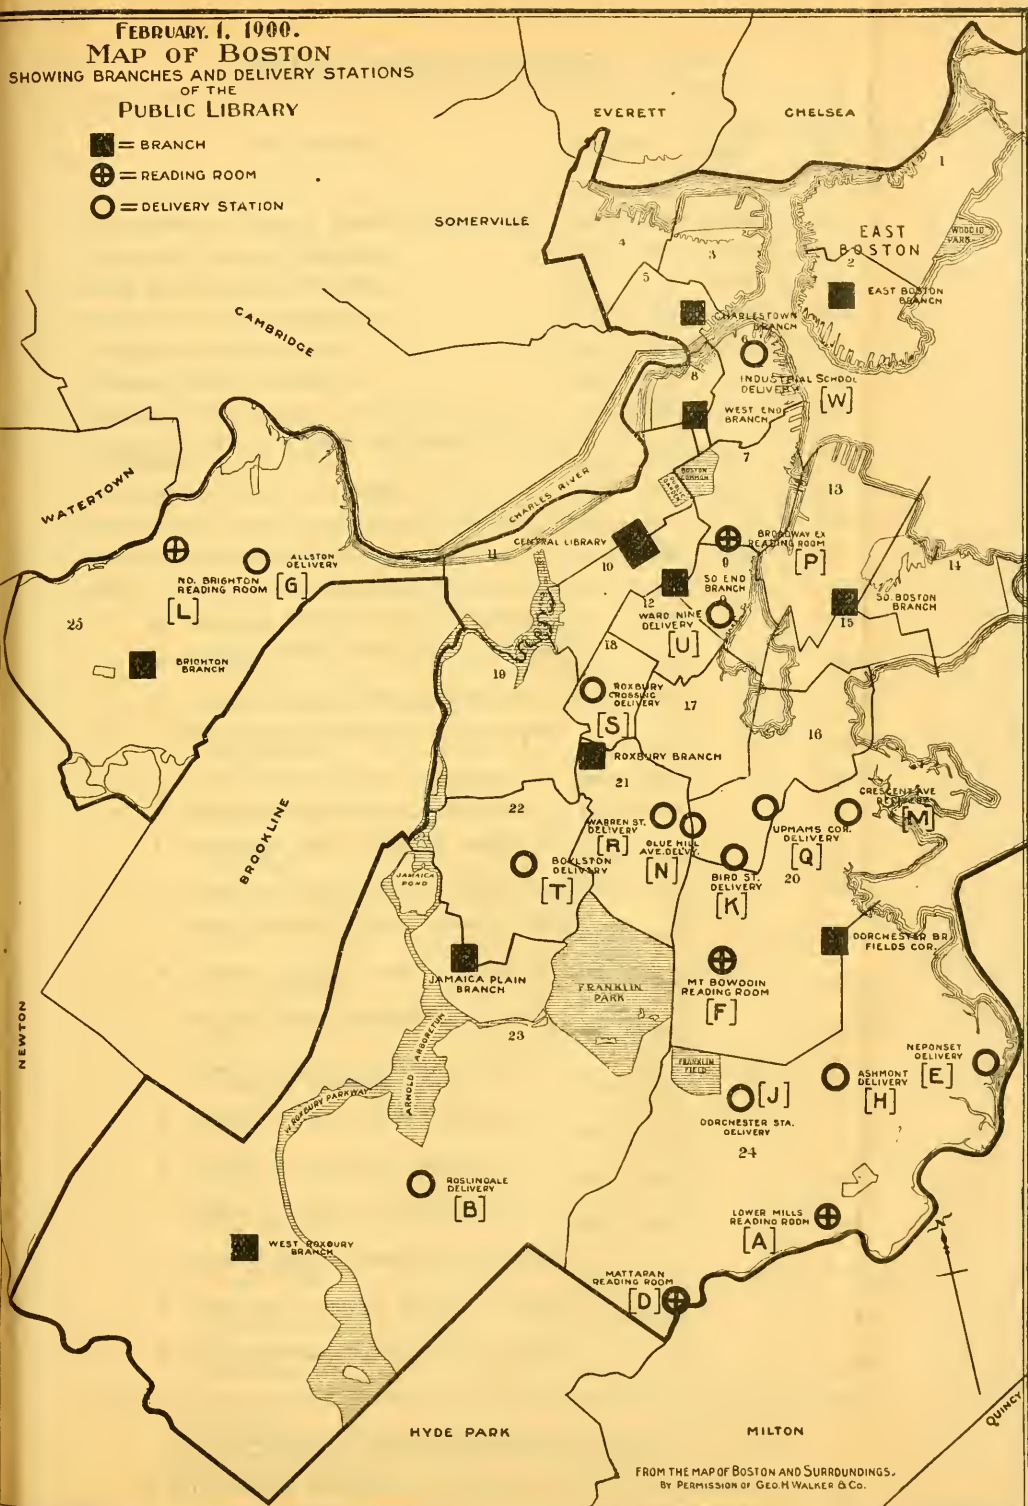 FEBRUARY. 1. 1900.
MAP OF BOSTON
SHOWING BRANCHES AND DELIVERY STATIONS
OF THE
PUBLIC LIBRARY
= BRANCH
= READING ROOM
= DELIVERY STATION
EVERETT
CHELSEA
SOMERVILLE
1
EAST
BOSTON
WOOD ID
PARK
2
3
4
5
EAST BOSTON
BRANCH
CHARLESTOWN
BRANCH
6
CAMBRIDGE
INDUSTRIAL SCHOOL
DELIVERY
[W]
8
WEST END
BRANCH
7
BOSTON
COMMON
PUBLIC
GARDEN
WATERTOWN
CHARLES RIVER
13
11
CENTRAL LIBRARY
10
BROADWAY EX
READING ROOM
[P]
9
14
ALLSTON
DELIVERY
[G]
NO. BRIGHTON
READING ROOM
[L]
SO END
BRANCH
9
12
WARD NINE
DELIVERY
[U]
SO. BOSTON
BRANCH
15
25
BRIGHTON
BRANCH
18
19
ROXBURY
CROSSING
DELIVERY
[S]
17
16
ROXBURY BRANCH
21
22
CRESCENT AVE
DELIVERY
[M]
WARREN ST.
DELIVERY
[R]
BLUE HILL
AVE. DELVY.
[N]
UPHAMS COR.
DELIVERY
[Q]
20
BROOKLINE
BOYLSTON
DELIVERY
[T]
BIRD ST.
DELIVERY
[K]
JAMAICA
POND
DORCHESTER BR.
FIELDS COR.
JAMAICA PLAIN
BRANCH
FRANKLIN
PARK
MT BOWDOIN
READING ROOM
[F]
NEWTON
23
ARNOLD ARBORETUM
FRANKLIN
FIELD
NEPONSET
DELIVERY
[E]
ASHMONT
DELIVERY
[H]
[J]
DORCHESTER STA.
DELIVERY
24
W. ROXBURY PARKWAY
ROSLINDALE
DELIVERY
[B]
LOWER MILLS
READING ROOM
[A]
N
WEST ROXBURY
BRANCH
MATTAPAN
READING ROOM
[D]
HYDE PARK
MILTON
QUINCY
FROM THE MAP OF BOSTON AND SURROUNDINGS.
BY PERMISSION OF GEO. H WALKER & CO.